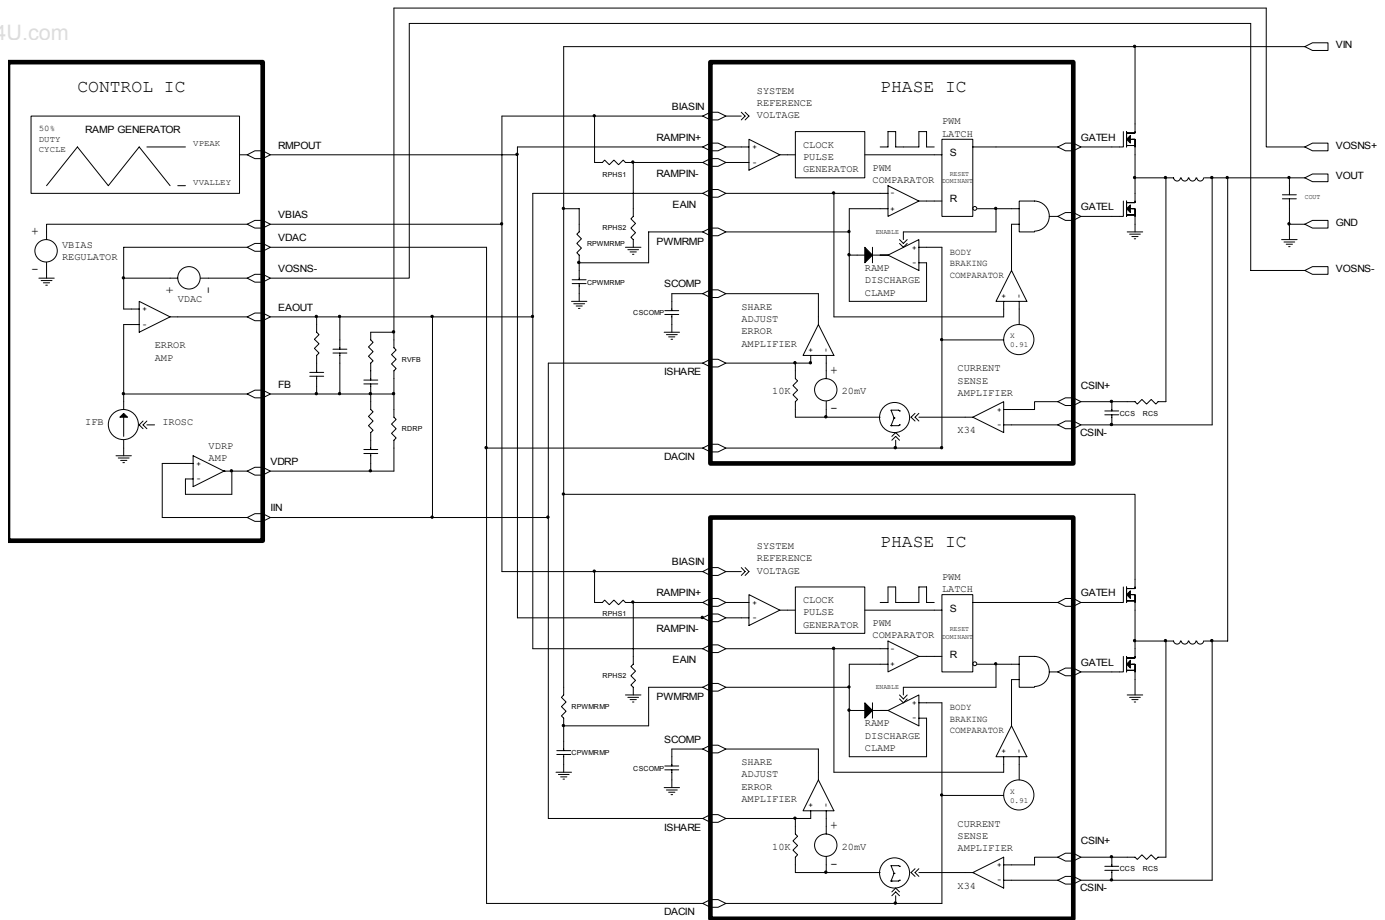 4U.com
CONTROL IC
50%
DUTY
CYCLE
RAMP GENERATOR
VPEAK
VVALLEY
RMPOUT
VBIAS
+
−
VBIAS
REGULATOR
VDAC
VOSNS-
+
-
VDAC
EAOUT
+
-
ERROR
AMP
RVFB
FB
IFB
IROSC
RDRP
VDRP
AMP
+
-
VDRP
IIN
BIASIN
RAMPIN+
RPHS1
RAMPIN-
EAIN
RPHS2
PWMRMP
RPWMRMP
CPWMRMP
SCOMP
CSCOMP
ISHARE
DACIN
PHASE IC
SYSTEM
REFERENCE
VOLTAGE
+
-
CLOCK
PULSE
GENERATOR
PWM
LATCH
S
RESET
DOMINANT
R
PWM
COMPARATOR
-
+
ENABLE
+
-
RAMP
DISCHARGE
CLAMP
BODY
BRAKING
COMPARATOR
+
-
X
0.91
SHARE
ADJUST
ERROR
AMPLIFIER
+
-
10K
+
−
20mV
Σ
CURRENT
SENSE
AMPLIFIER
+
-
X34
GATEH
GATEL
CSIN+
CCS
RCS
CSIN-
VIN
VOSNS+
VOUT
COUT
GND
VOSNS-
BIASIN
RAMPIN+
RPHS1
RAMPIN-
EAIN
RPHS2
PWMRMP
RPWMRMP
CPWMRMP
SCOMP
CSCOMP
ISHARE
DACIN
PHASE IC
SYSTEM
REFERENCE
VOLTAGE
+
-
CLOCK
PULSE
GENERATOR
PWM
LATCH
S
RESET
DOMINANT
R
PWM
COMPARATOR
-
+
ENABLE
+
-
RAMP
DISCHARGE
CLAMP
BODY
BRAKING
COMPARATOR
+
-
X
0.91
SHARE
ADJUST
ERROR
AMPLIFIER
+
-
10K
+
−
20mV
Σ
CURRENT
SENSE
AMPLIFIER
+
-
X34
GATEH
GATEL
CSIN+
CCS
RCS
CSIN-